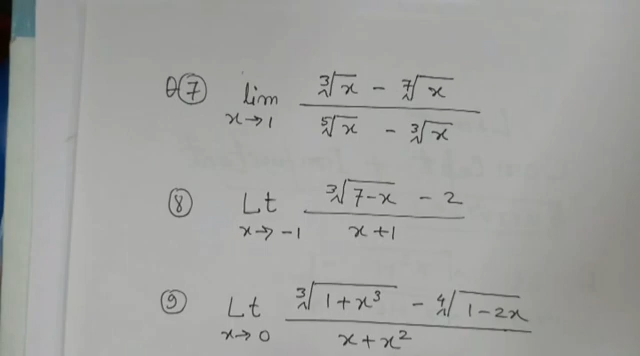 Q⑦ lim x→1 (∛x - ⁷√x) / (⁵√x - ∛x)
⑧ Lt x→-1 (∛(7-x) - 2) / (x+1)
⑨ Lt x→0 (∛(1+x³) - ∜(1-2x)) / (x+x²)